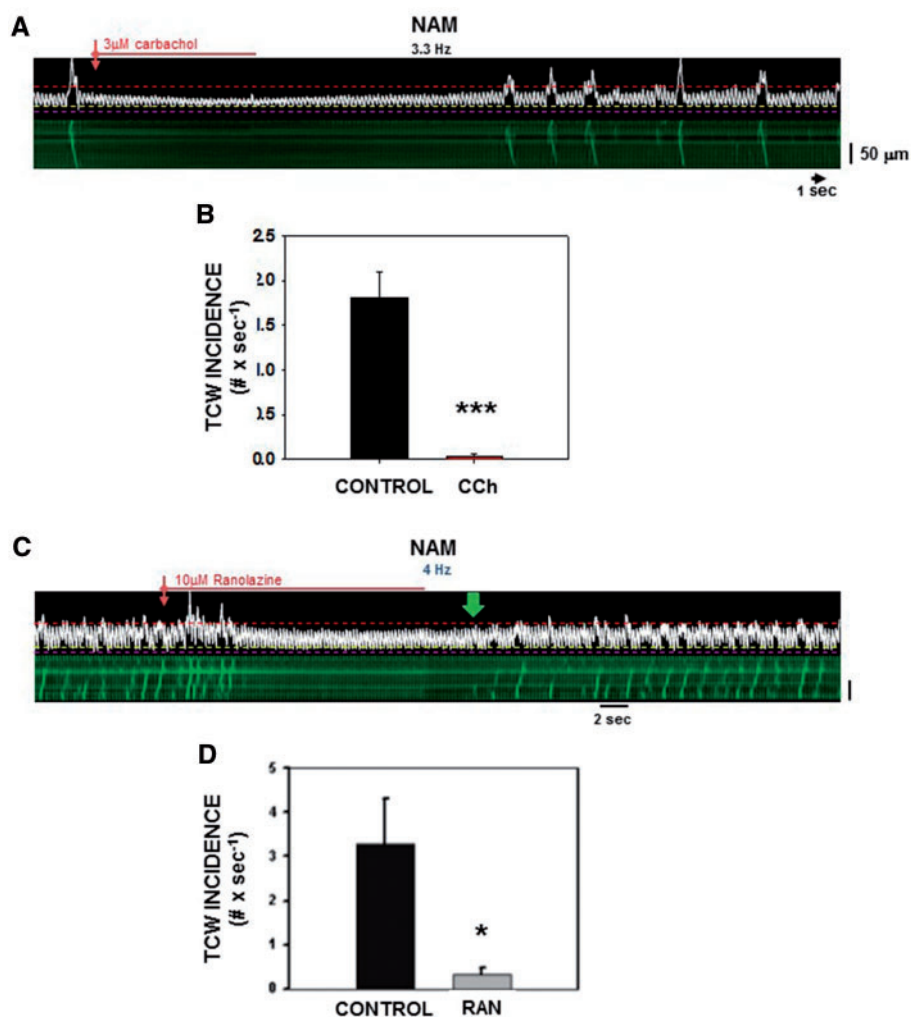 A
NAM
3μM carbachol
3.3 Hz
50 μm
1 sec
B
TCW INCIDENCE
(# x sec⁻¹)
2.5
2.0
1.5
1.0
0.5
0.0
***
CONTROL CCh
C
NAM
10μM Ranolazine
4 Hz
2 sec
D
TCW INCIDENCE
(# x sec⁻¹)
5
4
3
2
1
0
*
CONTROL RAN